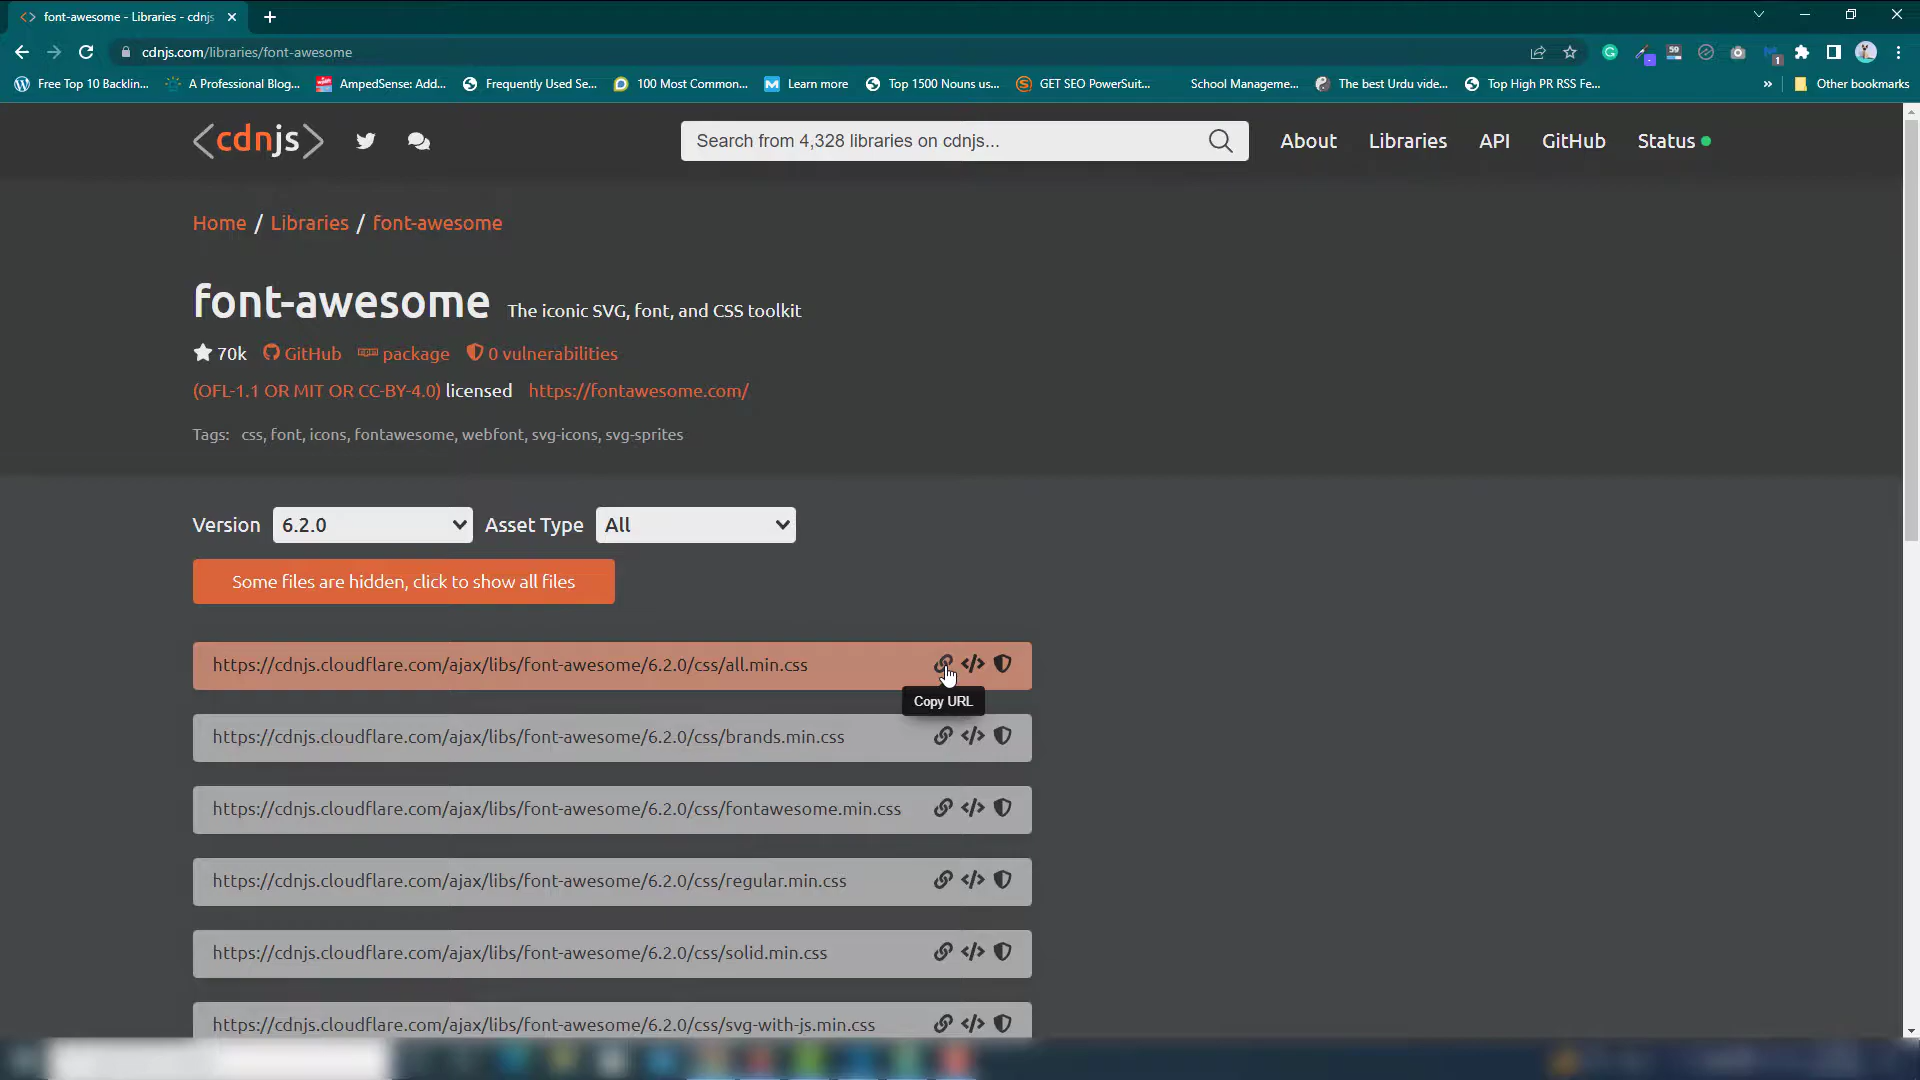 font-awesome - Libraries - cdnjs
cdnjs.com/libraries/font-awesome
59
1
Free Top 10 Backlin... A Professional Blog... AmpedSense: Add... Frequently Used Se... 100 Most Common... Learn more Top 1500 Nouns us... GET SEO PowerSuit... School Manageme... The best Urdu vide... Top High PR RSS Fe... » Other bookmarks
<cdnjs> Search from 4,328 libraries on cdnjs... About Libraries API GitHub Status
Home / Libraries / font-awesome
font-awesome The iconic SVG, font, and CSS toolkit
70k GitHub package 0 vulnerabilities
(OFL-1.1 OR MIT OR CC-BY-4.0) licensed https://fontawesome.com/
Tags: css, font, icons, fontawesome, webfont, svg-icons, svg-sprites
Version 6.2.0 Asset Type All
Some files are hidden, click to show all files
https://cdnjs.cloudflare.com/ajax/libs/font-awesome/6.2.0/css/all.min.css
Copy URL
https://cdnjs.cloudflare.com/ajax/libs/font-awesome/6.2.0/css/brands.min.css
https://cdnjs.cloudflare.com/ajax/libs/font-awesome/6.2.0/css/fontawesome.min.css
https://cdnjs.cloudflare.com/ajax/libs/font-awesome/6.2.0/css/regular.min.css
https://cdnjs.cloudflare.com/ajax/libs/font-awesome/6.2.0/css/solid.min.css
https://cdnjs.cloudflare.com/ajax/libs/font-awesome/6.2.0/css/svg-with-js.min.css